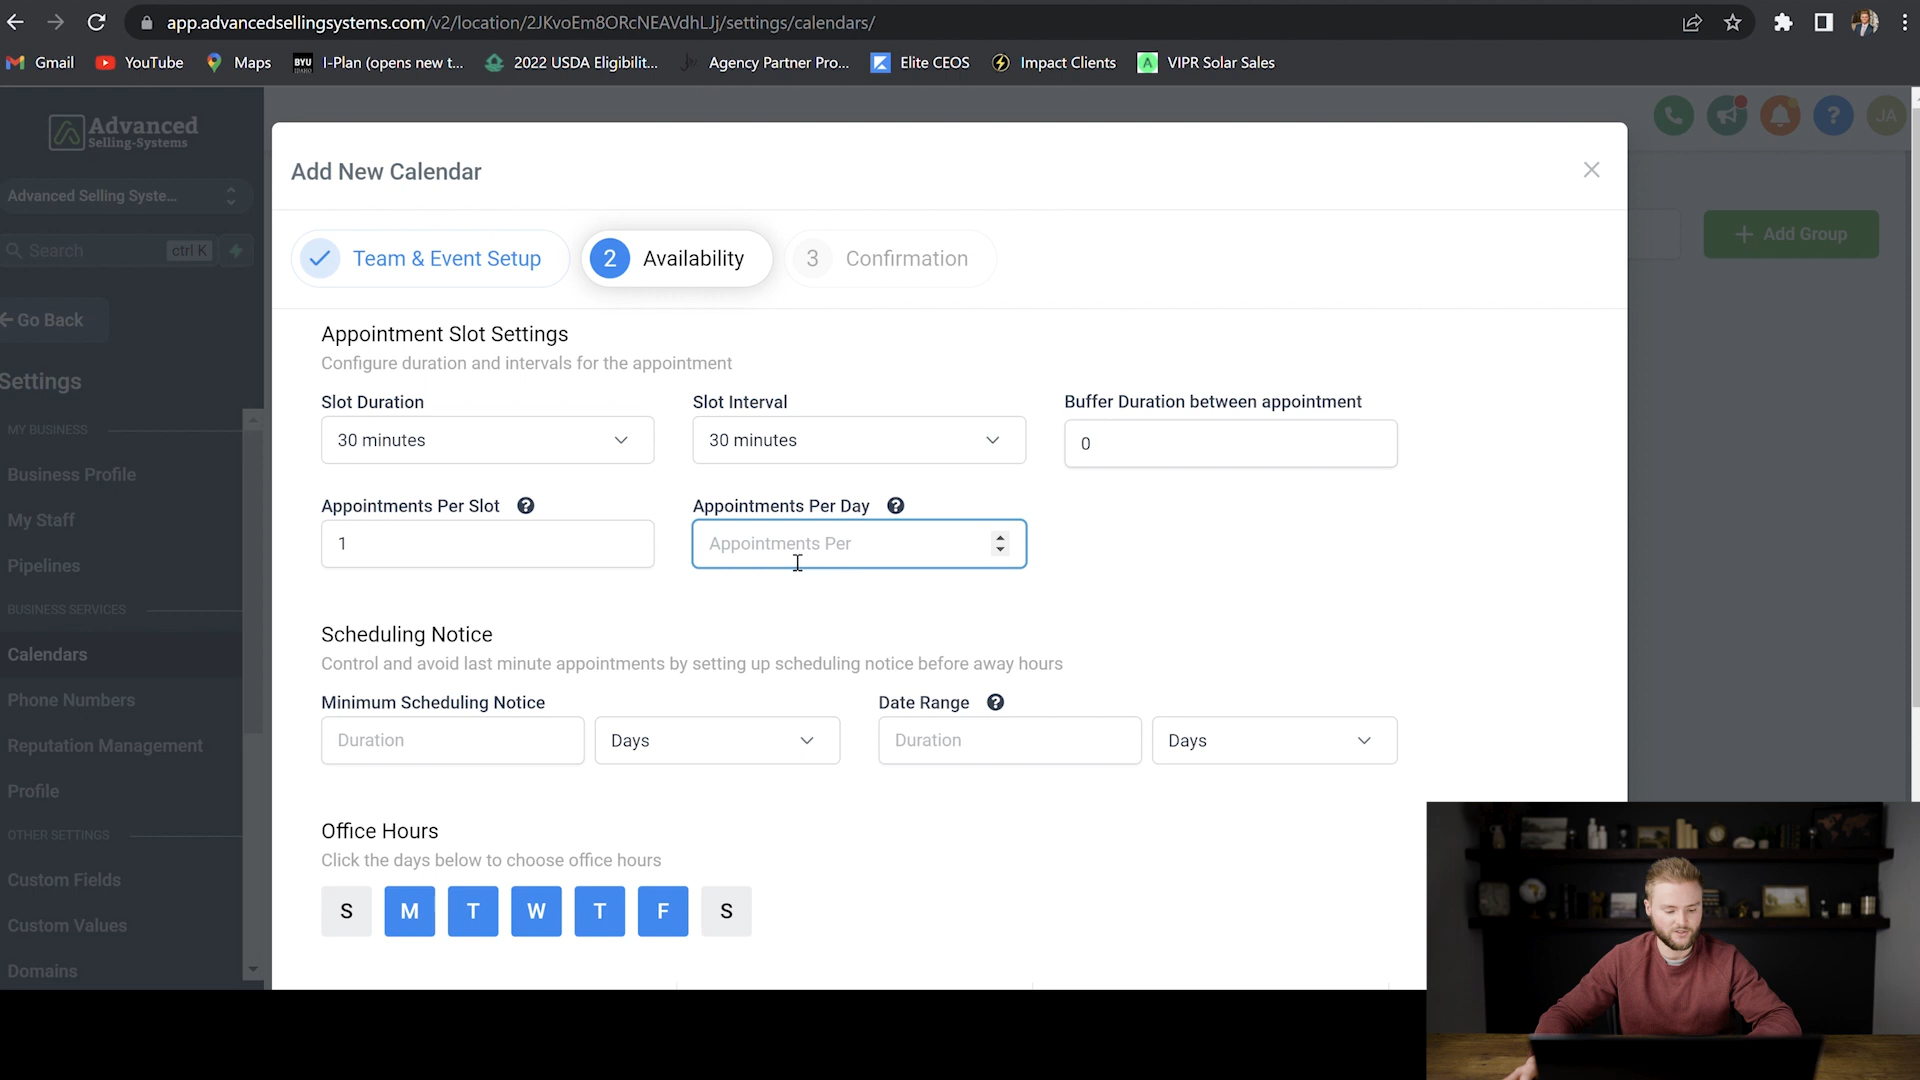 app.advancedsellingsystems.com/v2/location/2JKvoEm8ORcNEAVdhLJj/settings/calendars/
Gmail YouTube Maps BYU I-Plan (opens new t... 2022 USDA Eligibilit... Agency Partner Pro... Elite CEOS Impact Clients A VIPR Solar Sales
Advanced
Selling-Systems
? JA
Add New Calendar
Advanced Selling Syste...
Search ctrl K
+ Add Group
Team & Event Setup 2 Availability 3 Confirmation
Go Back
Settings
MY BUSINESS
Business Profile
My Staff
Pipelines
BUSINESS SERVICES
Calendars
Phone Numbers
Reputation Management
Profile
OTHER SETTINGS
Custom Fields
Custom Values
Domains
Appointment Slot Settings
Configure duration and intervals for the appointment
Slot Duration Slot Interval Buffer Duration between appointment
30 minutes 30 minutes 0
Appointments Per Slot ? Appointments Per Day ?
1 Appointments Per
Scheduling Notice
Control and avoid last minute appointments by setting up scheduling notice before away hours
Minimum Scheduling Notice Date Range ?
Duration Days Duration Days
Office Hours
Click the days below to choose office hours
S M T W T F S